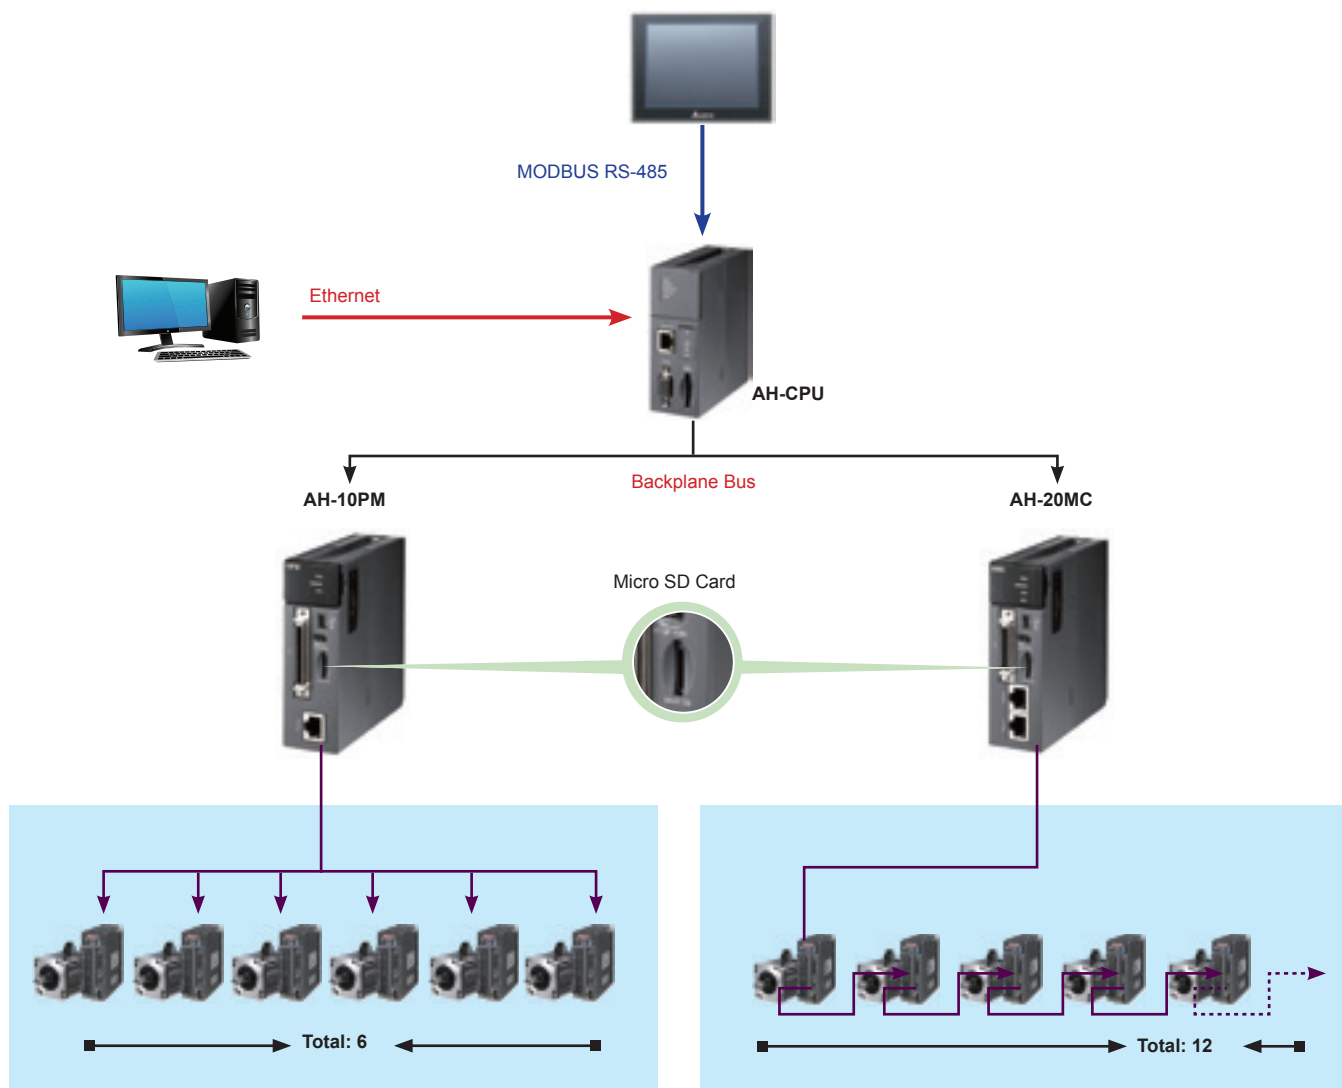 MODBUS RS-485
Ethernet
AH-CPU
Backplane Bus
AH-10PM
AH-20MC
Micro SD Card
Total: 6
Total: 12